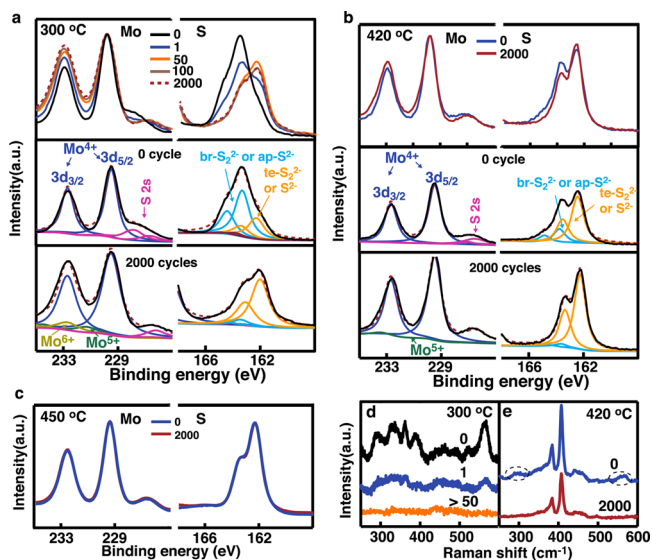 a
300 °C Mo S
0
1
50
100
2000
Mo⁴⁺ 0 cycle
3d₅/₂
3d₃/₂
S 2s
br-S₂²⁻ or ap-S²⁻
te-S₂²⁻
or S²⁻
2000 cycles
Mo⁶⁺ Mo⁵⁺
233 229 166 162
Binding energy (eV)
Intensity(a.u.)
b
420 °C Mo S
0
2000
Mo⁴⁺ 0 cycle
3d₃/₂ 3d₅/₂
S 2s
br-S₂²⁻ or ap-S²⁻
te-S₂²⁻
or S²⁻
2000 cycles
Mo⁵⁺
233 229 166 162
Binding energy (eV)
Intensity(a.u.)
c
450 °C Mo S
0
2000
233 229 166 162
Binding energy (eV)
Intensity(a.u.)
d 300 °C
0
1
> 50
300 400 500
e 420 °C
0
2000
300 400 500 600
Raman shift (cm⁻¹)
Intensity(a.u.)